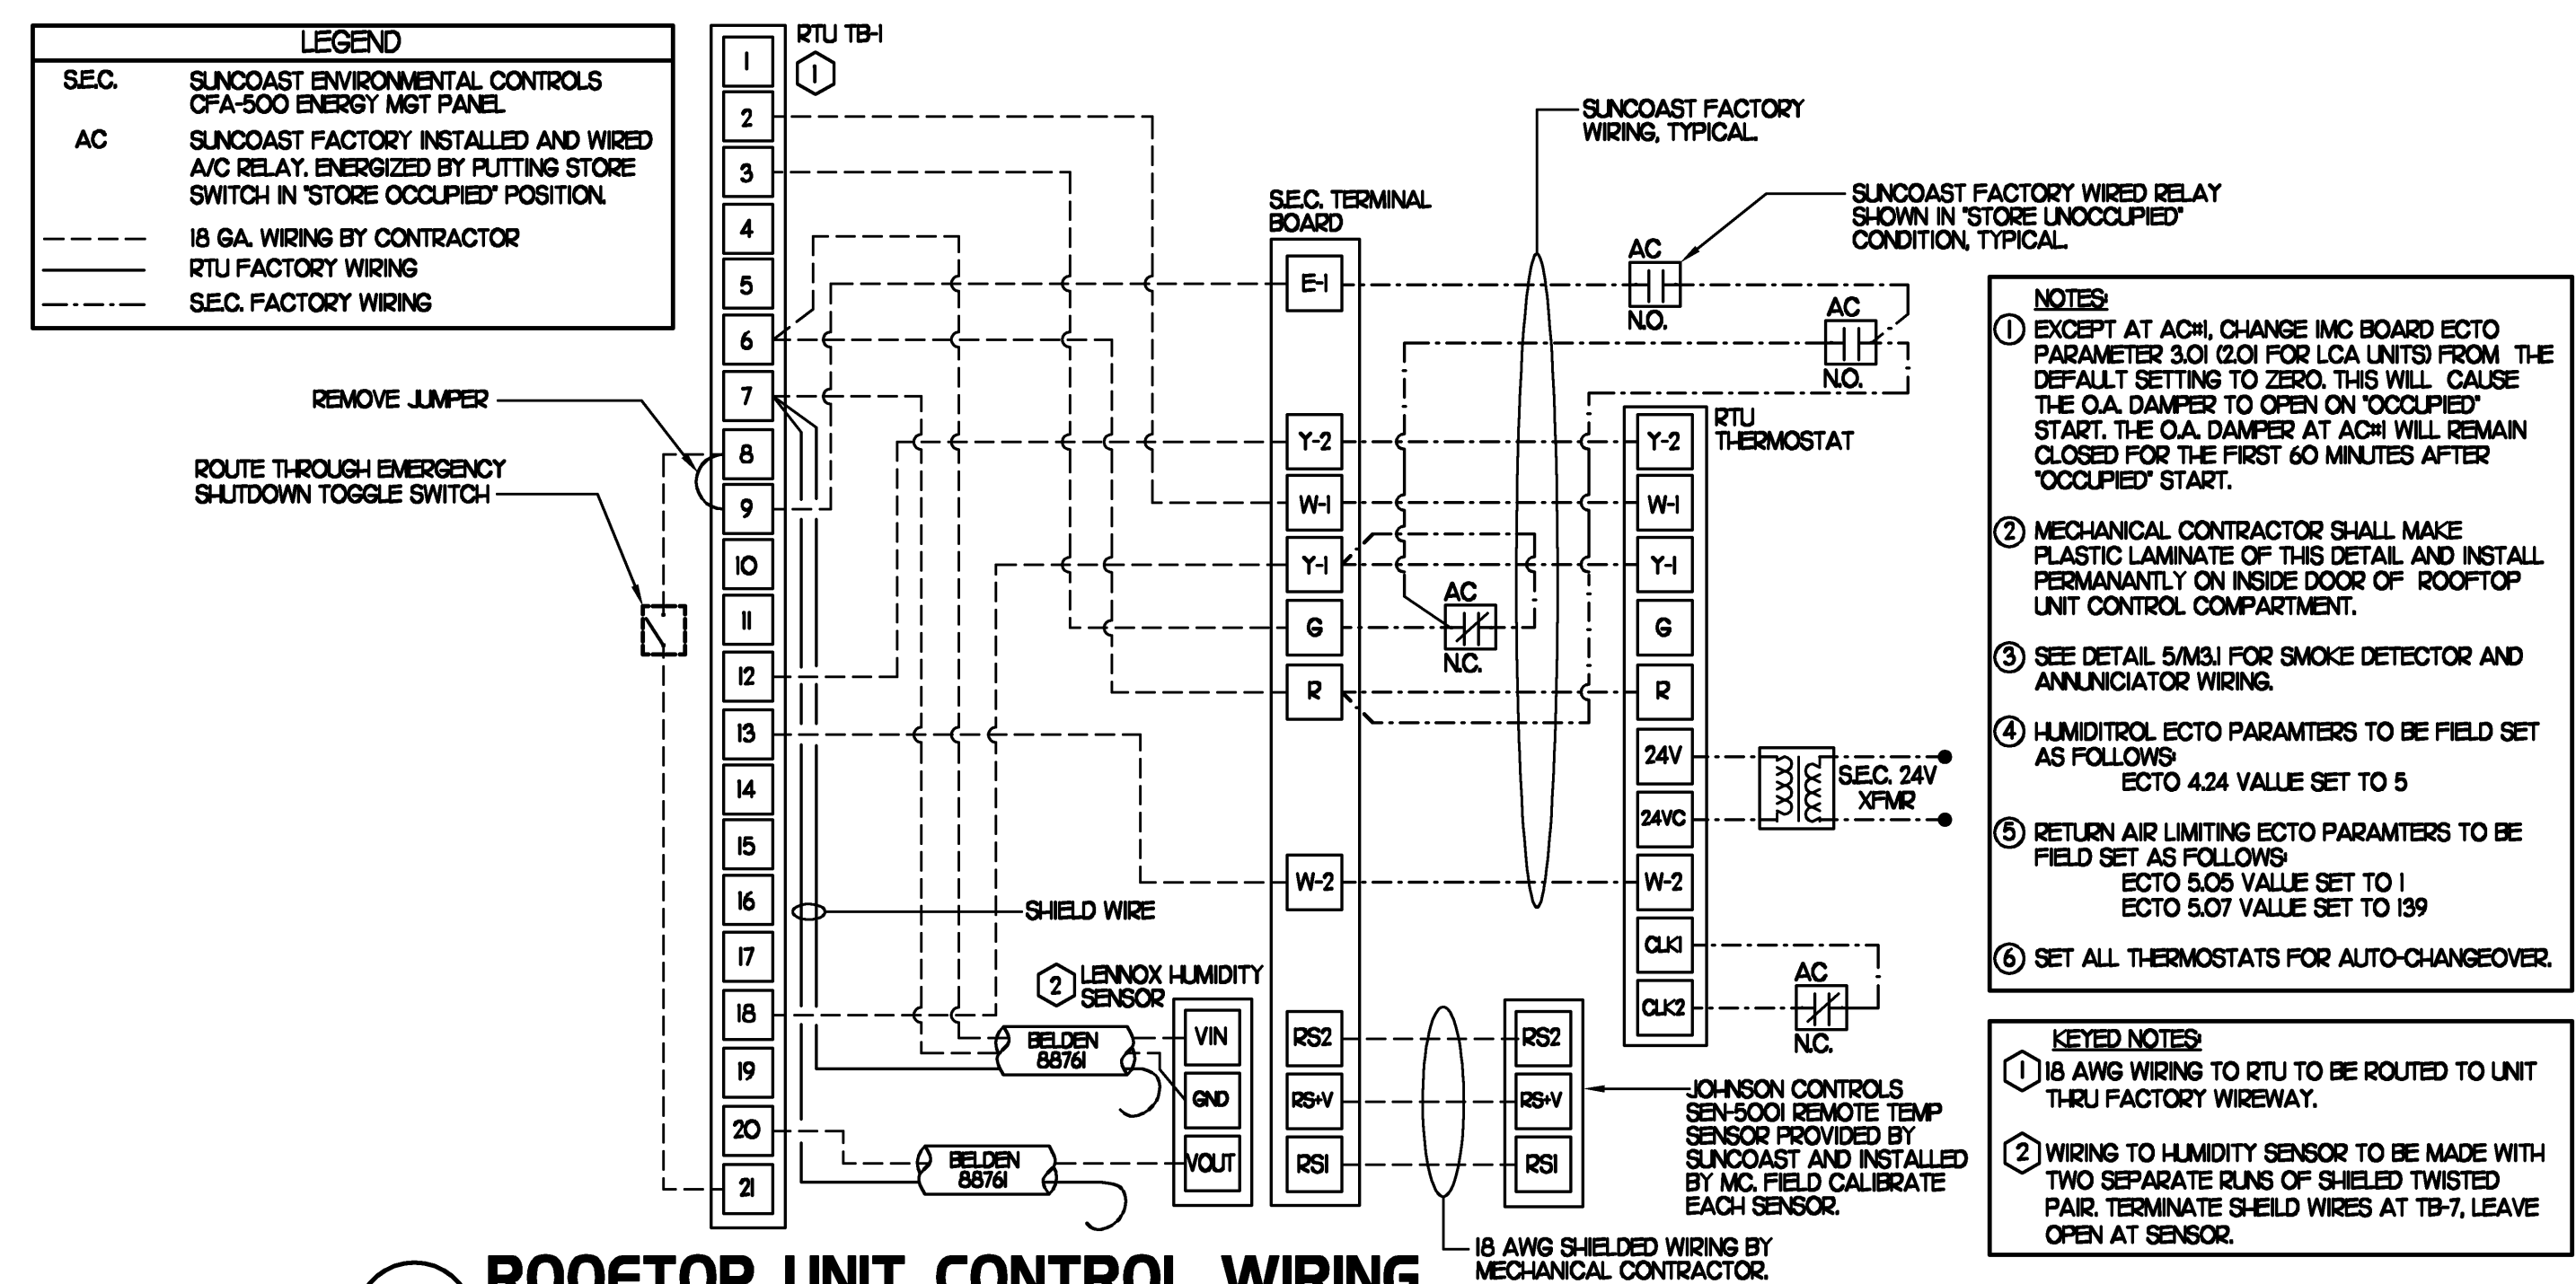 LEGEND
S.E.C. SUNCOAST ENVIRONMENTAL CONTROLS
CFA-500 ENERGY MGT PANEL
AC SUNCOAST FACTORY INSTALLED AND WIRED
A/C RELAY. ENERGIZED BY PUTTING STORE
SWITCH IN "STORE OCCUPIED" POSITION.
18 GA. WIRING BY CONTRACTOR
RTU FACTORY WIRING
S.E.C. FACTORY WIRING
REMOVE JUMPER
ROUTE THROUGH EMERGENCY
SHUTDOWN TOGGLE SWITCH
RTU TB-1
1
1
2
3
4
5
6
7
8
9
10
11
12
13
14
15
16
17
18
19
20
21
SHIELD WIRE
2
LENNOX HUMIDITY
SENSOR
BELDEN
88761
BELDEN
88761
VIN
GND
VOUT
S.E.C. TERMINAL
BOARD
E-1
Y-2
W-1
Y-1
G
R
W-2
RS2
RS+V
RS1
SUNCOAST FACTORY
WIRING, TYPICAL.
SUNCOAST FACTORY WIRED RELAY
SHOWN IN "STORE UNOCCUPIED"
CONDITION, TYPICAL.
AC
N.O.
AC
N.O.
AC
N.C.
RTU
THERMOSTAT
Y-2
W-1
Y-1
G
R
24V
24VC
W-2
CLK1
CLK2
S.E.C. 24V
XFMR
AC
N.C.
RS2
RS+V
RS1
JOHNSON CONTROLS
SEN-5001 REMOTE TEMP
SENSOR PROVIDED BY
SUNCOAST AND INSTALLED
BY MC. FIELD CALIBRATE
EACH SENSOR.
18 AWG SHIELDED WIRING BY
MECHANICAL CONTRACTOR.
NOTES:
1 EXCEPT AT AC#1, CHANGE IMC BOARD ECTO
PARAMETER 3.01 (2.01 FOR LCA UNITS) FROM THE
DEFAULT SETTING TO ZERO. THIS WILL CAUSE
THE O.A. DAMPER TO OPEN ON "OCCUPIED"
START. THE O.A. DAMPER AT AC#1 WILL REMAIN
CLOSED FOR THE FIRST 60 MINUTES AFTER
"OCCUPIED" START.
2 MECHANICAL CONTRACTOR SHALL MAKE
PLASTIC LAMINATE OF THIS DETAIL AND INSTALL
PERMANANTLY ON INSIDE DOOR OF ROOFTOP
UNIT CONTROL COMPARTMENT.
3 SEE DETAIL 5/M3.1 FOR SMOKE DETECTOR AND
ANNUNICIATOR WIRING.
4 HUMIDITROL ECTO PARAMTERS TO BE FIELD SET
AS FOLLOWS:
ECTO 4.24 VALUE SET TO 5
5 RETURN AIR LIMITING ECTO PARAMTERS TO BE
FIELD SET AS FOLLOWS:
ECTO 5.05 VALUE SET TO 1
ECTO 5.07 VALUE SET TO 139
6 SET ALL THERMOSTATS FOR AUTO-CHANGEOVER.
KEYED NOTES:
1 18 AWG WIRING TO RTU TO BE ROUTED TO UNIT
THRU FACTORY WIREWAY.
2 WIRING TO HUMIDITY SENSOR TO BE MADE WITH
TWO SEPARATE RUNS OF SHIELED TWISTED
PAIR. TERMINATE SHEILD WIRES AT TB-7, LEAVE
OPEN AT SENSOR.
ROOFTOP UNIT CONTROL WIRING